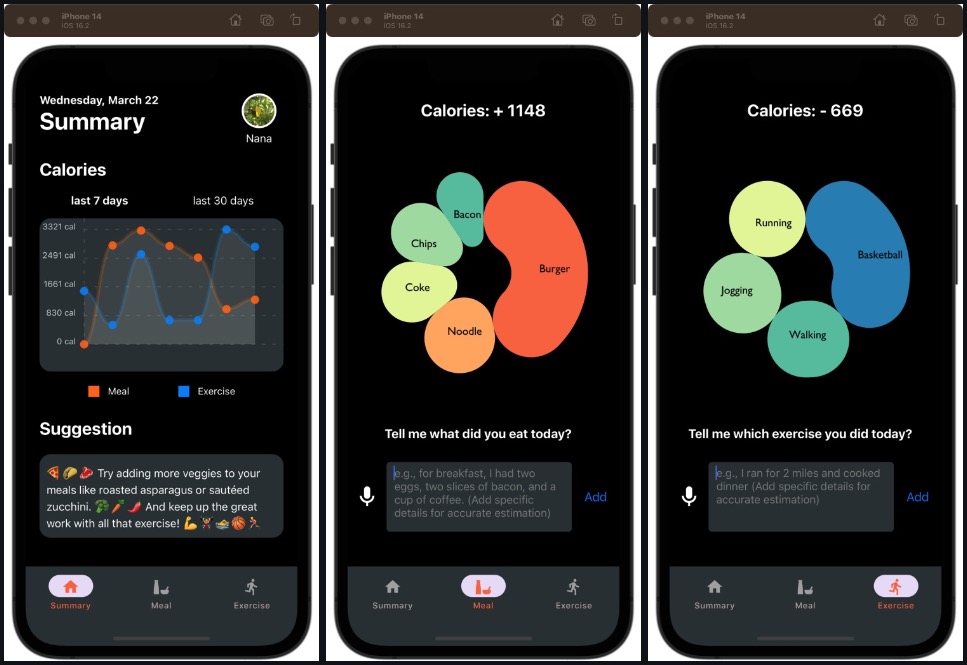 iPhone 14
iOS 16.2
Wednesday, March 22
Summary
Nana
Calories
last 7 days
last 30 days
3321 cal
2491 cal
1661 cal
830 cal
0 cal
Meal
Exercise
Suggestion
🍕🌮🥩 Try adding more veggies to your
meals like roasted asparagus or sautéed
zucchini. 🥦🥕🌶️ And keep up the great
work with all that exercise! 💪🏋️🚣🏀🏃
Summary
Meal
Exercise
iPhone 14
iOS 16.2
Calories: + 1148
Bacon
Chips
Burger
Coke
Noodle
Tell me what did you eat today?
e.g., for breakfast, I had two
eggs, two slices of bacon, and a
cup of coffee. (Add specific
details for accurate estimation)
Add
Summary
Meal
Exercise
iPhone 14
iOS 16.2
Calories: - 669
Running
Basketball
Jogging
Walking
Tell me which exercise you did today?
e.g., I ran for 2 miles and cooked
dinner (Add specific details for
accurate estimation)
Add
Summary
Meal
Exercise